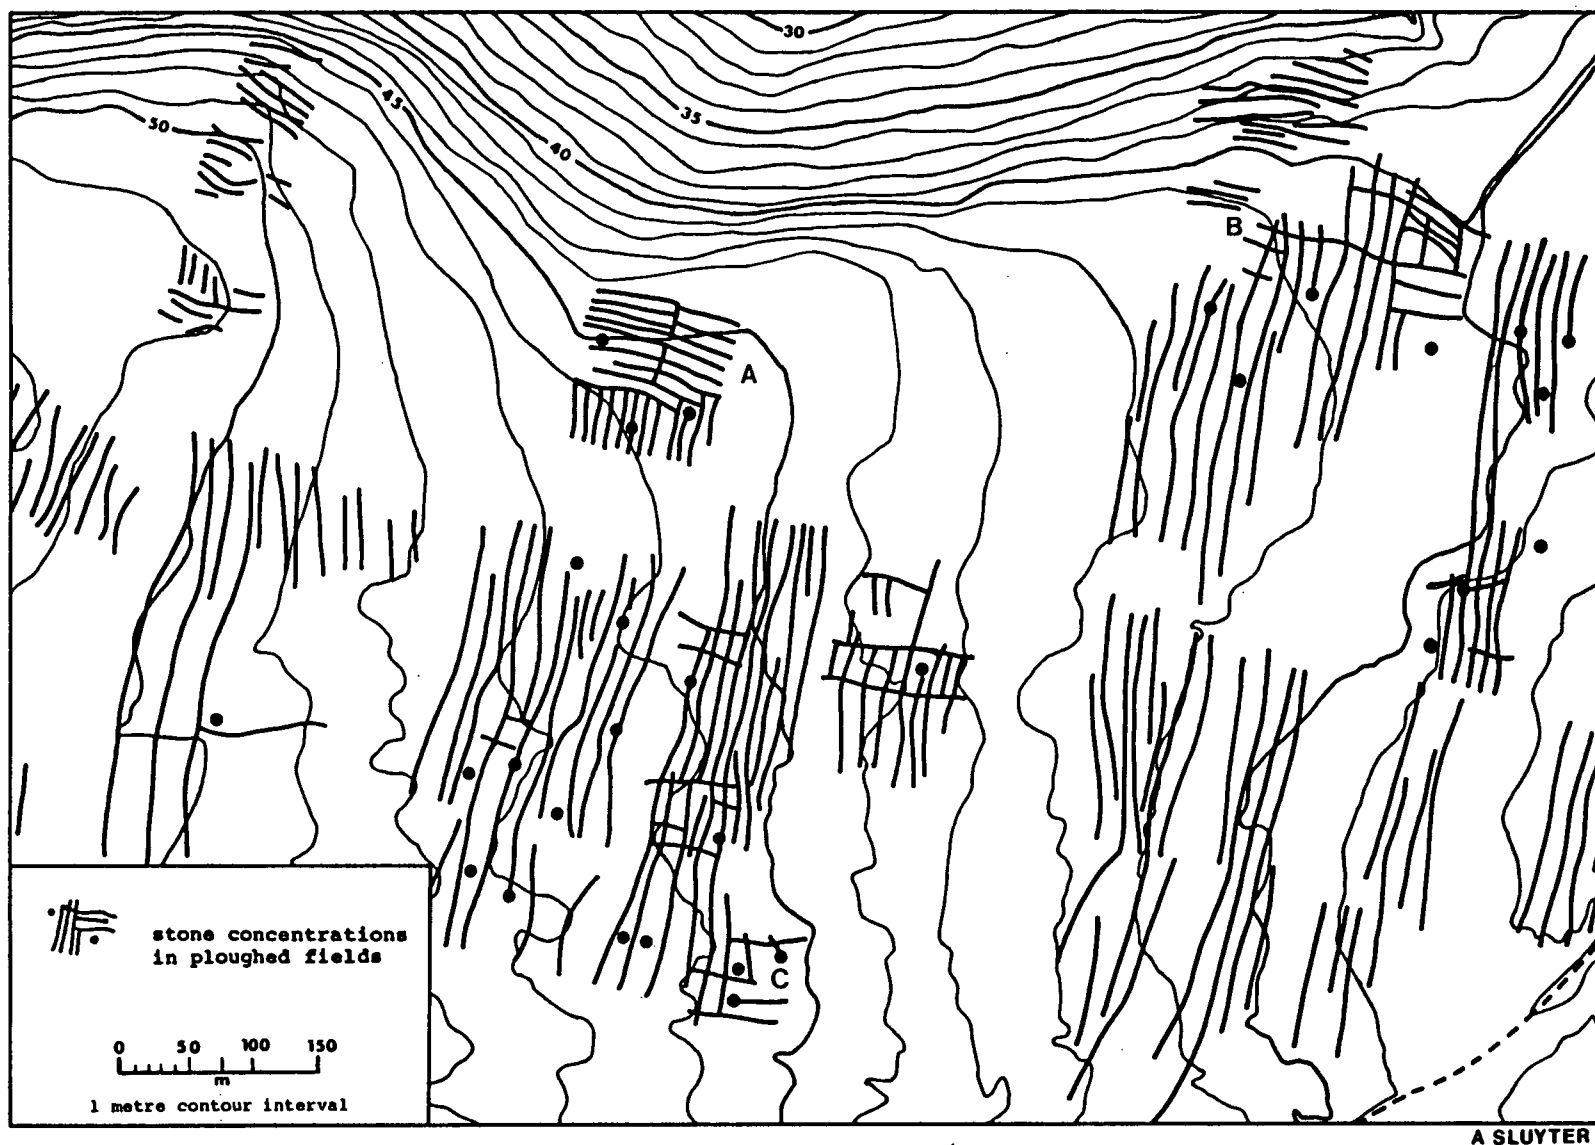 30
45
35
50
40
B
A
C
stone concentrations
in ploughed fields
0 50 100 150
m
1 metre contour interval
A SLUYTER